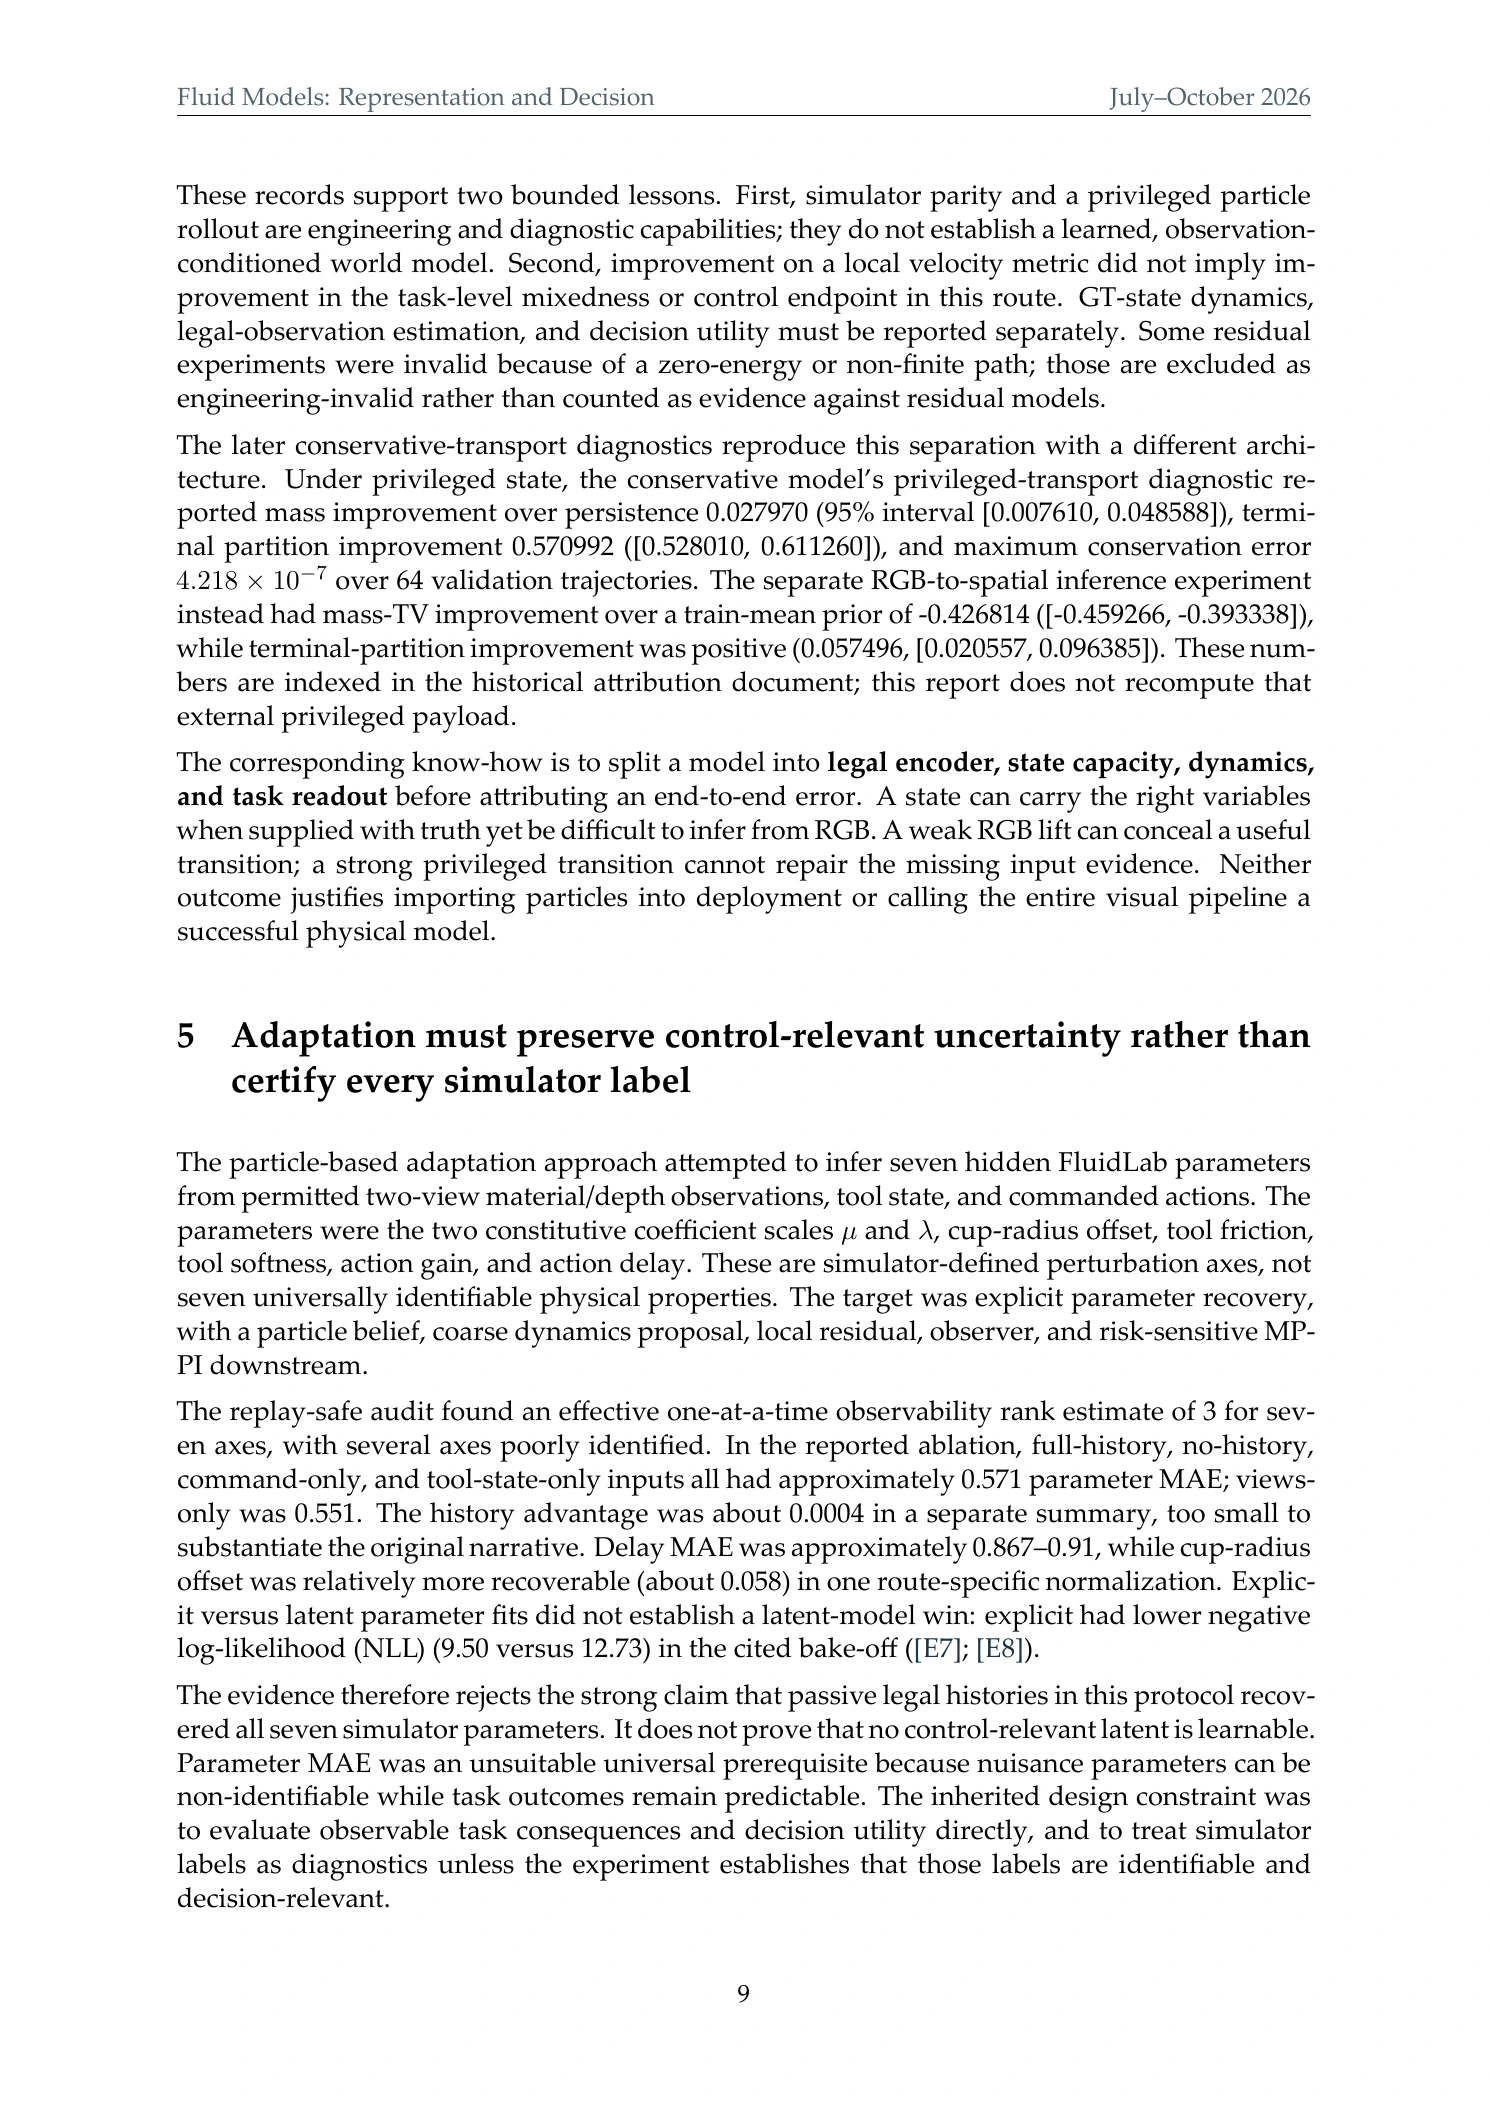 Fluid Models: Representation and Decision July–October 2026
These records support two bounded lessons. First, simulator parity and a privileged particle
rollout are engineering and diagnostic capabilities; they do not establish a learned, observation-
conditioned world model. Second, improvement on a local velocity metric did not imply im-
provement in the task-level mixedness or control endpoint in this route. GT-state dynamics,
legal-observation estimation, and decision utility must be reported separately. Some residual
experiments were invalid because of a zero-energy or non-finite path; those are excluded as
engineering-invalid rather than counted as evidence against residual models.
The later conservative-transport diagnostics reproduce this separation with a different archi-
tecture. Under privileged state, the conservative model's privileged-transport diagnostic re-
ported mass improvement over persistence 0.027970 (95% interval [0.007610, 0.048588]), termi-
nal partition improvement 0.570992 ([0.528010, 0.611260]), and maximum conservation error
4.218 × 10⁻⁷ over 64 validation trajectories. The separate RGB-to-spatial inference experiment
instead had mass-TV improvement over a train-mean prior of -0.426814 ([-0.459266, -0.393338]),
while terminal-partition improvement was positive (0.057496, [0.020557, 0.096385]). These num-
bers are indexed in the historical attribution document; this report does not recompute that
external privileged payload.
The corresponding know-how is to split a model into legal encoder, state capacity, dynamics,
and task readout before attributing an end-to-end error. A state can carry the right variables
when supplied with truth yet be difficult to infer from RGB. A weak RGB lift can conceal a useful
transition; a strong privileged transition cannot repair the missing input evidence. Neither
outcome justifies importing particles into deployment or calling the entire visual pipeline a
successful physical model.
5 Adaptation must preserve control-relevant uncertainty rather than
certify every simulator label
The particle-based adaptation approach attempted to infer seven hidden FluidLab parameters
from permitted two-view material/depth observations, tool state, and commanded actions. The
parameters were the two constitutive coefficient scales μ and λ, cup-radius offset, tool friction,
tool softness, action gain, and action delay. These are simulator-defined perturbation axes, not
seven universally identifiable physical properties. The target was explicit parameter recovery,
with a particle belief, coarse dynamics proposal, local residual, observer, and risk-sensitive MP-
PI downstream.
The replay-safe audit found an effective one-at-a-time observability rank estimate of 3 for sev-
en axes, with several axes poorly identified. In the reported ablation, full-history, no-history,
command-only, and tool-state-only inputs all had approximately 0.571 parameter MAE; views-
only was 0.551. The history advantage was about 0.0004 in a separate summary, too small to
substantiate the original narrative. Delay MAE was approximately 0.867–0.91, while cup-radius
offset was relatively more recoverable (about 0.058) in one route-specific normalization. Explic-
it versus latent parameter fits did not establish a latent-model win: explicit had lower negative
log-likelihood (NLL) (9.50 versus 12.73) in the cited bake-off ([E7]; [E8]).
The evidence therefore rejects the strong claim that passive legal histories in this protocol recov-
ered all seven simulator parameters. It does not prove that no control-relevant latent is learnable.
Parameter MAE was an unsuitable universal prerequisite because nuisance parameters can be
non-identifiable while task outcomes remain predictable. The inherited design constraint was
to evaluate observable task consequences and decision utility directly, and to treat simulator
labels as diagnostics unless the experiment establishes that those labels are identifiable and
decision-relevant.
9